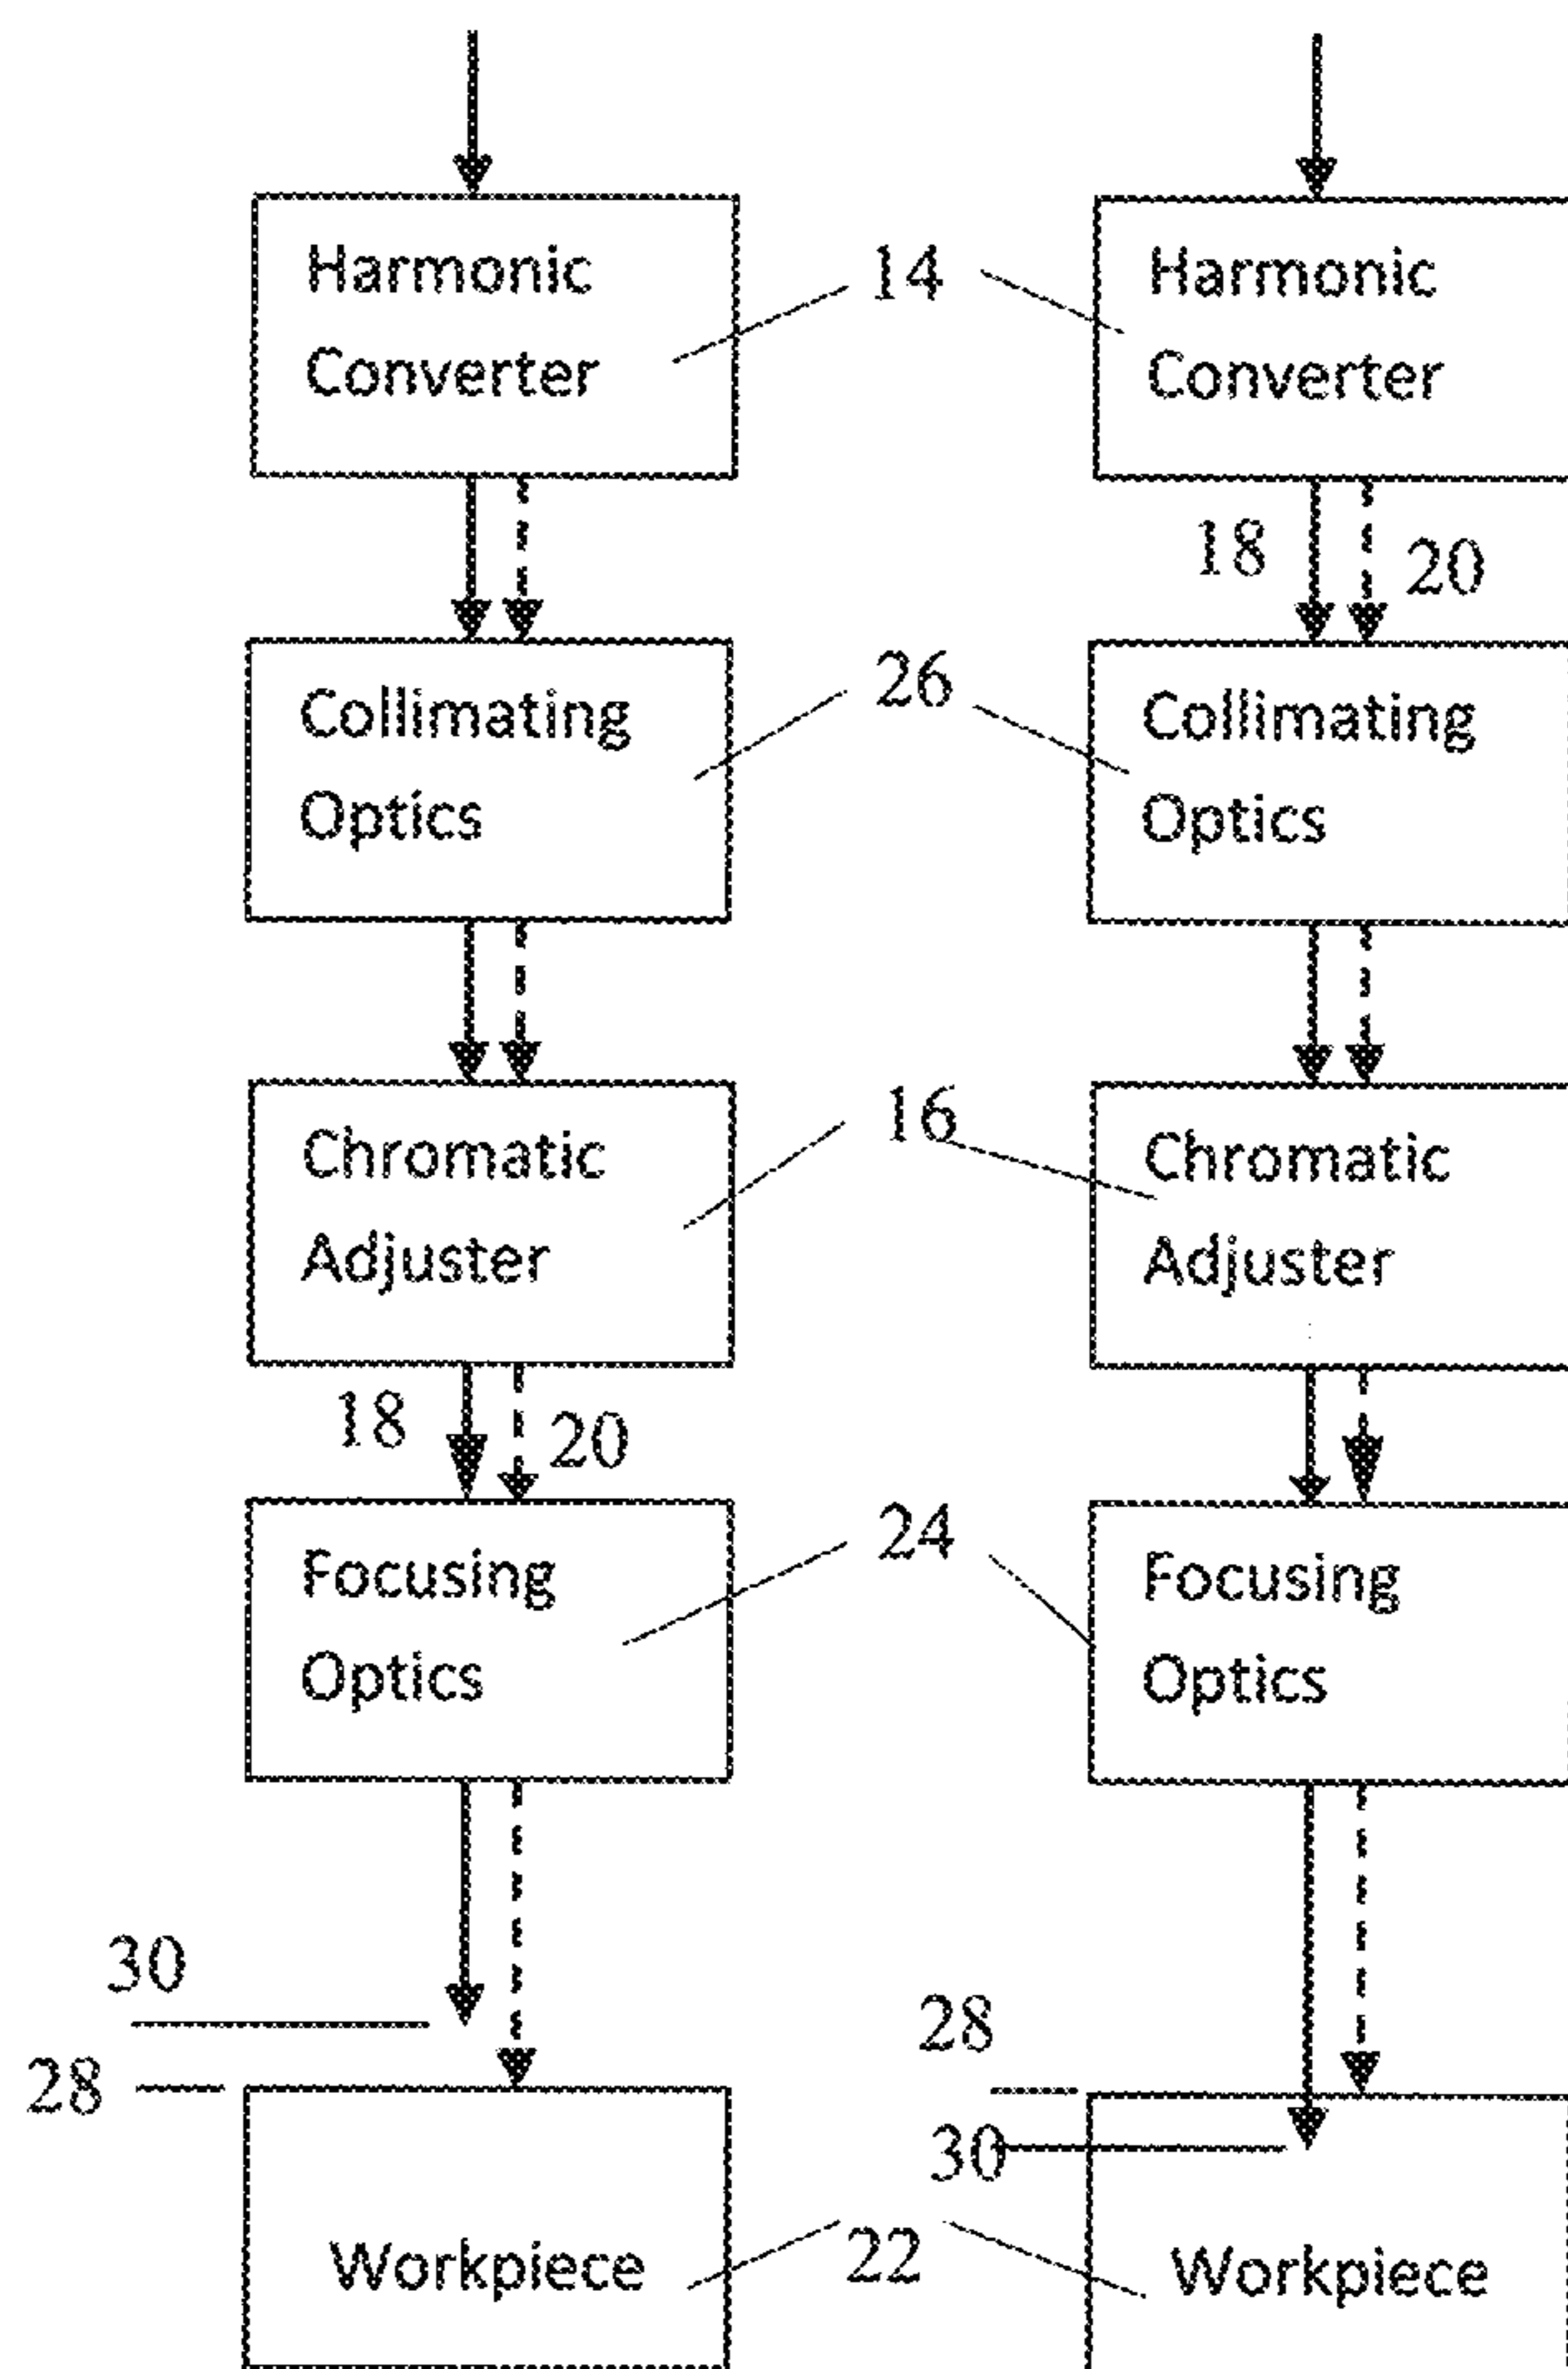 Harmonic
Converter
14
Harmonic
Converter
18
20
Collimating
Optics
26
Collimating
Optics
Chromatic
Adjuster
16
Chromatic
Adjuster
18
20
Focusing
Optics
24
Focusing
Optics
30
28
28
30
Workpiece
22
Workpiece